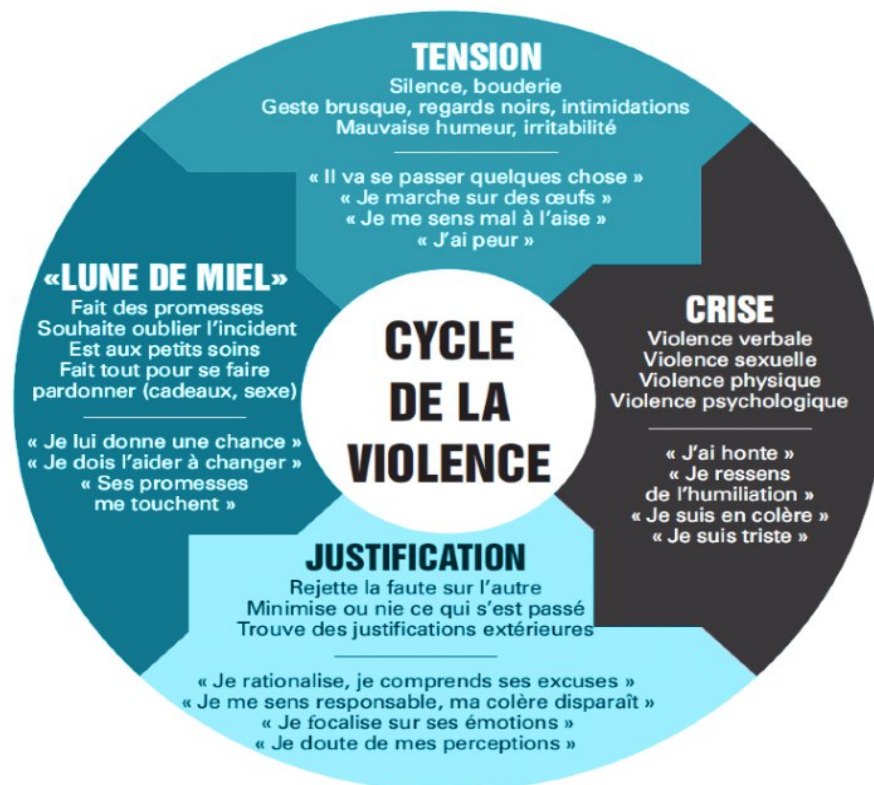 TENSION
Silence, bouderie
Geste brusque, regards noirs, intimidations
Mauvaise humeur, irritabilité
« Il va se passer quelques chose »
« Je marche sur des œufs »
« Je me sens mal à l'aise »
« J'ai peur »
CRISE
Violence verbale
Violence sexuelle
Violence physique
Violence psychologique
« J'ai honte »
« Je ressens
de l'humiliation »
« Je suis en colère »
« Je suis triste »
JUSTIFICATION
Rejette la faute sur l'autre
Minimise ou nie ce qui s'est passé
Trouve des justifications extérieures
« Je rationalise, je comprends ses excuses »
« Je me sens responsable, ma colère disparaît »
« Je focalise sur ses émotions »
« Je doute de mes perceptions »
«LUNE DE MIEL»
Fait des promesses
Souhaite oublier l'incident
Est aux petits soins
Fait tout pour se faire
pardonner (cadeaux, sexe)
« Je lui donne une chance »
« Je dois l'aider à changer »
« Ses promesses
me touchent »
CYCLE
DE LA
VIOLENCE